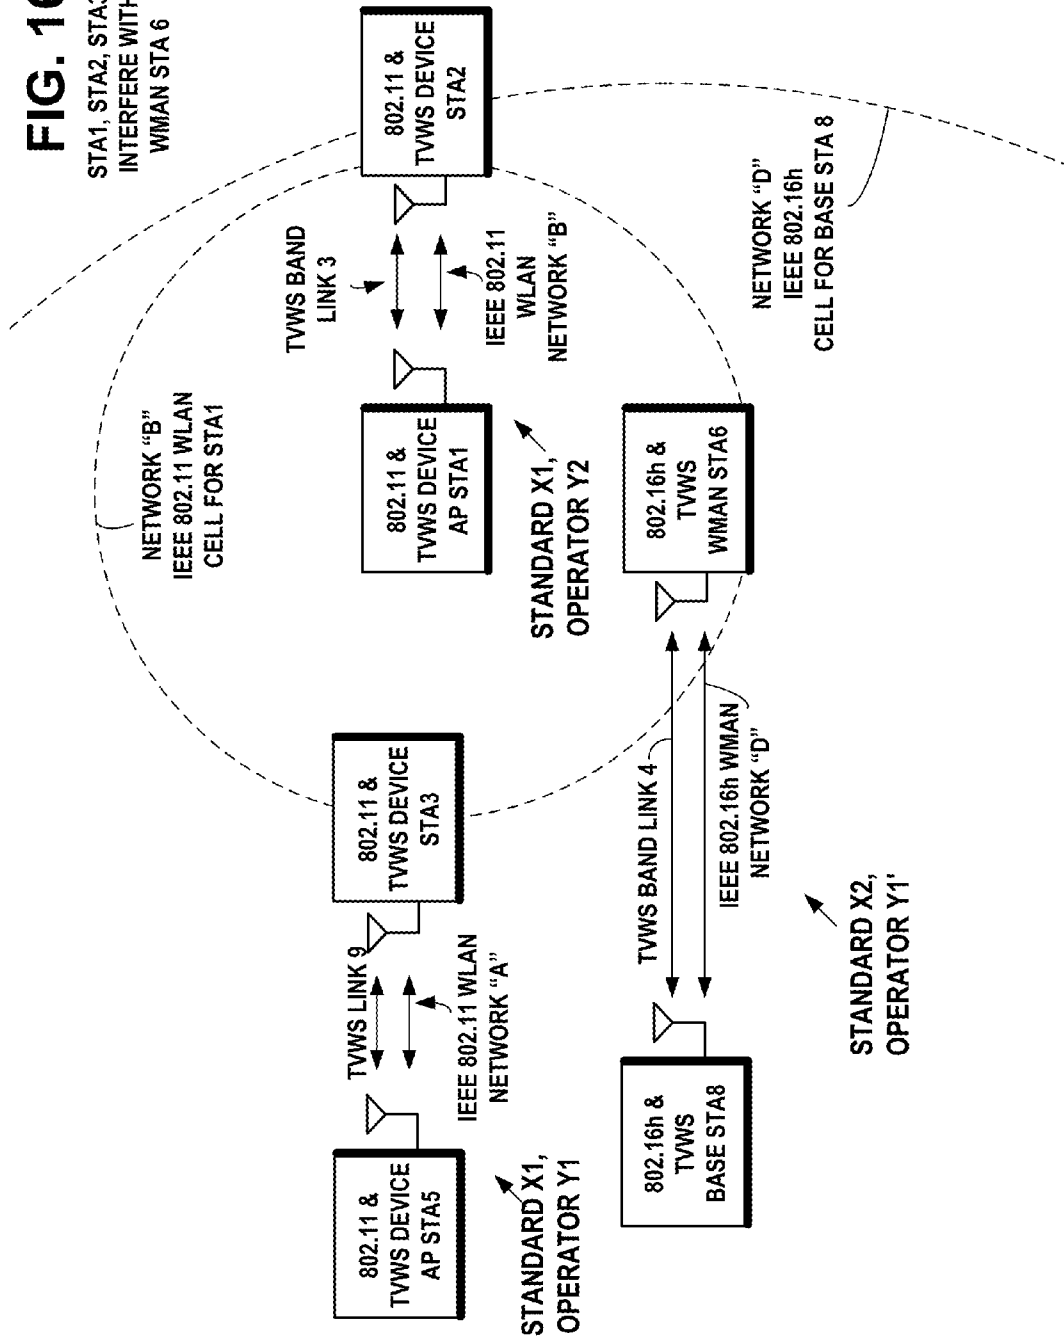 FIG. 1
STA1, STA2, STA3
INTERFERE WITH
WMAN STA 6
802.11 &
TVWS DEVICE
STA2
TVWS BAND
LINK 3
IEEE 802.11
WLAN
NETWORK “B”
NETWORK “D”
IEEE 802.16h
CELL FOR BASE STA 8
NETWORK “B”
IEEE 802.11 WLAN
CELL FOR STA1
802.11 &
TVWS DEVICE
AP STA1
STANDARD X1,
OPERATOR Y2
802.16h &
TVWS
WMAN STA6
802.11 &
TVWS DEVICE
STA3
TVWS LINK 9
IEEE 802.11 WLAN
NETWORK “A”
TVWS BAND LINK 4
IEEE 802.16h WMAN
NETWORK “D”
STANDARD X2,
OPERATOR Y1'
802.11 &
TVWS DEVICE
AP STA5
STANDARD X1,
OPERATOR Y1
802.16h &
TVWS
BASE STA8